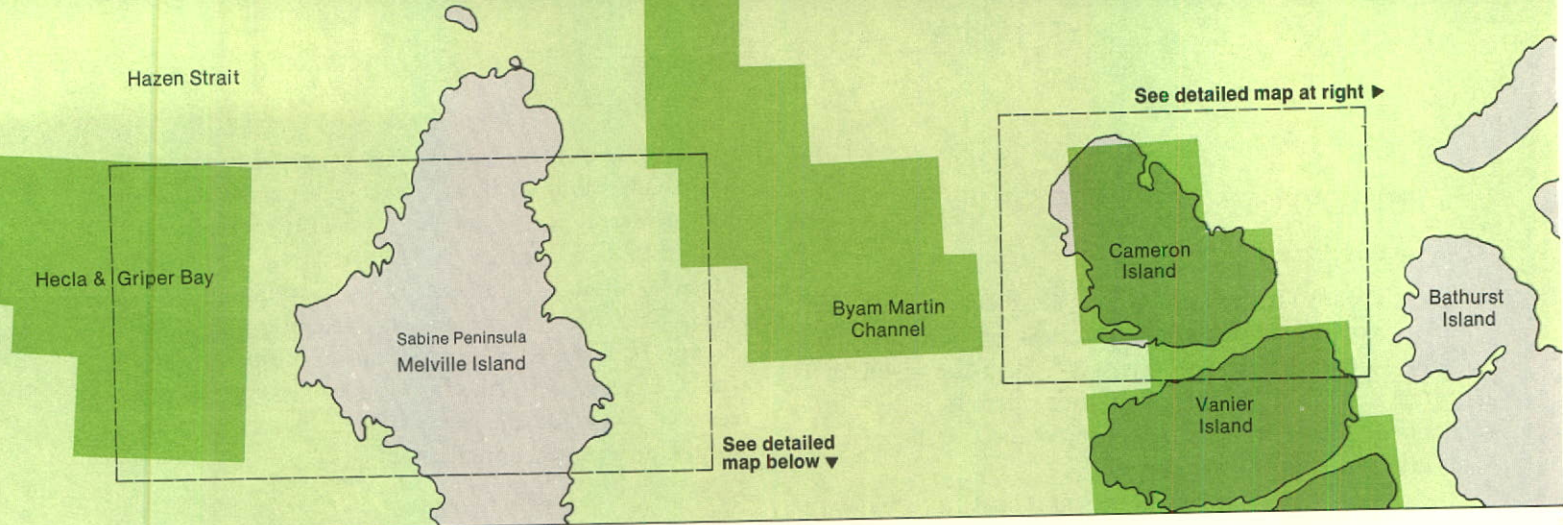 Hazen Strait
See detailed map at right ▶
Hecla & Griper Bay
Cameron
Island
Byam Martin
Channel
Bathurst
Island
Sabine Peninsula
Melville Island
Vanier
Island
See detailed
map below ▼